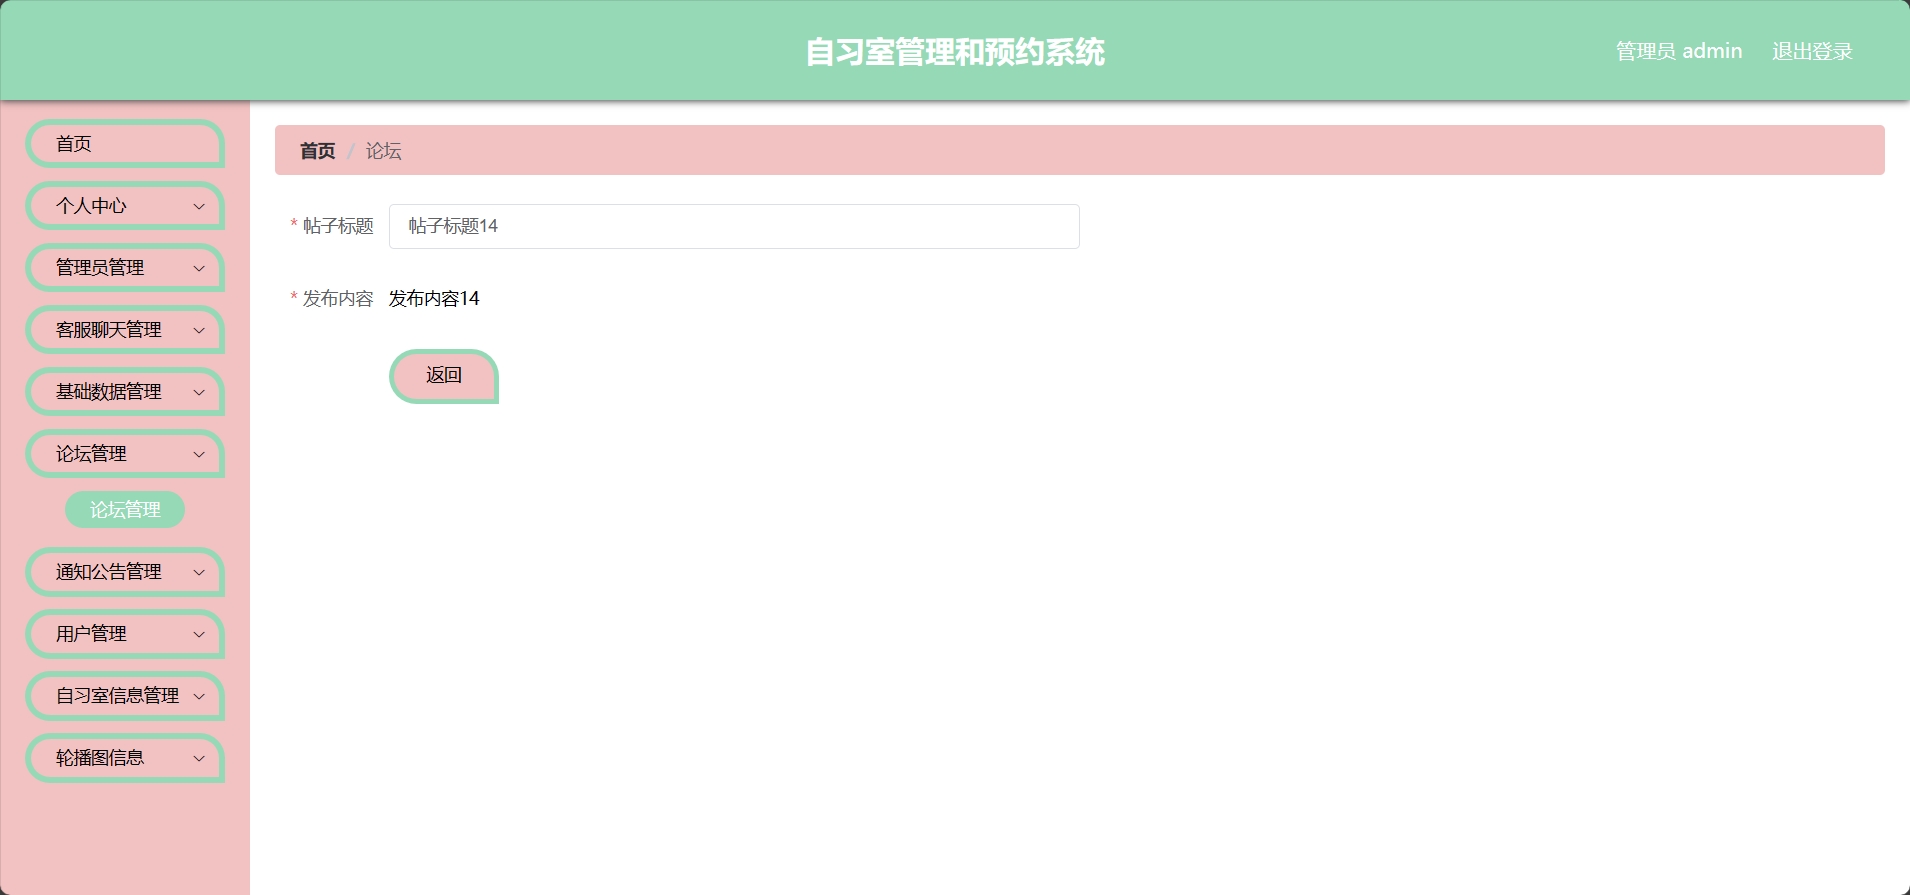 自习室管理和预约系统
管理员 admin 退出登录
首页
个人中心
管理员管理
客服聊天管理
基础数据管理
论坛管理
论坛管理
通知公告管理
用户管理
自习室信息管理
轮播图信息
首页 / 论坛
* 帖子标题 帖子标题14
* 发布内容 发布内容14
返回